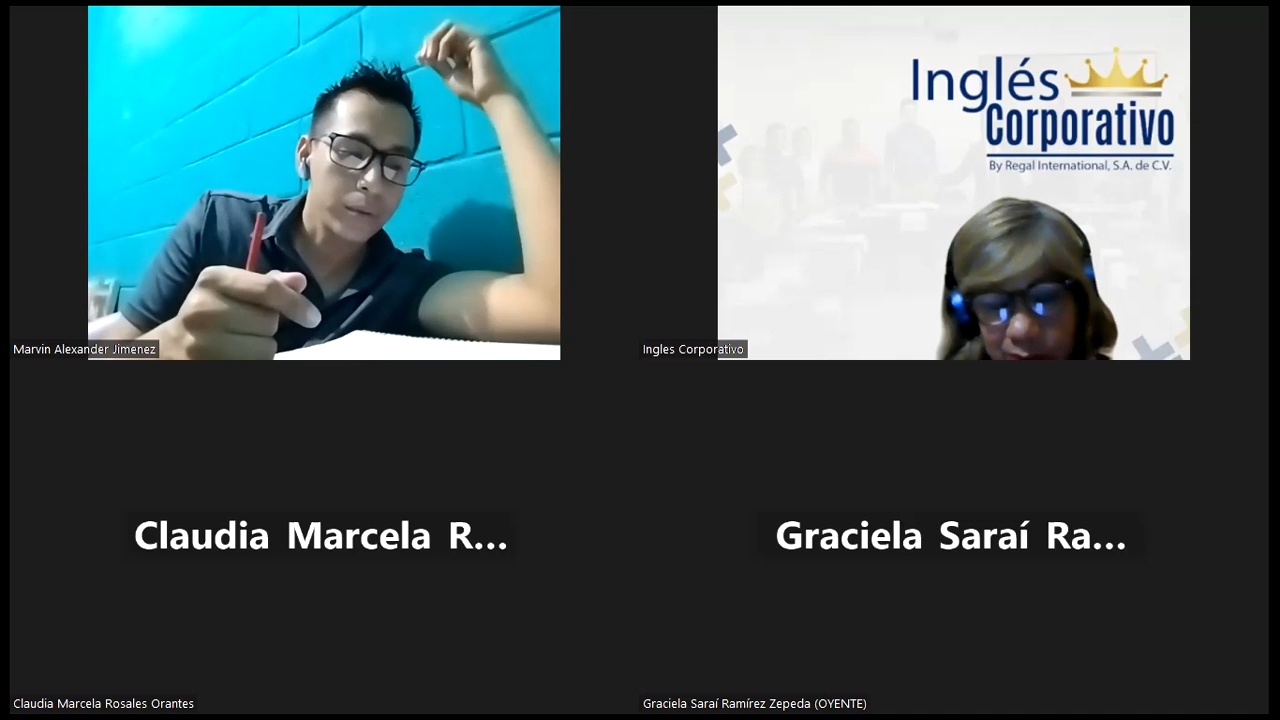 Inglés
Corporativo
By Regal International, S.A. de C.V.
Marvin Alexander Jimenez
Ingles Corporativo
Claudia Marcela R...
Graciela Saraí Ra...
Claudia Marcela Rosales Orantes
Graciela Saraí Ramírez Zepeda (OYENTE)